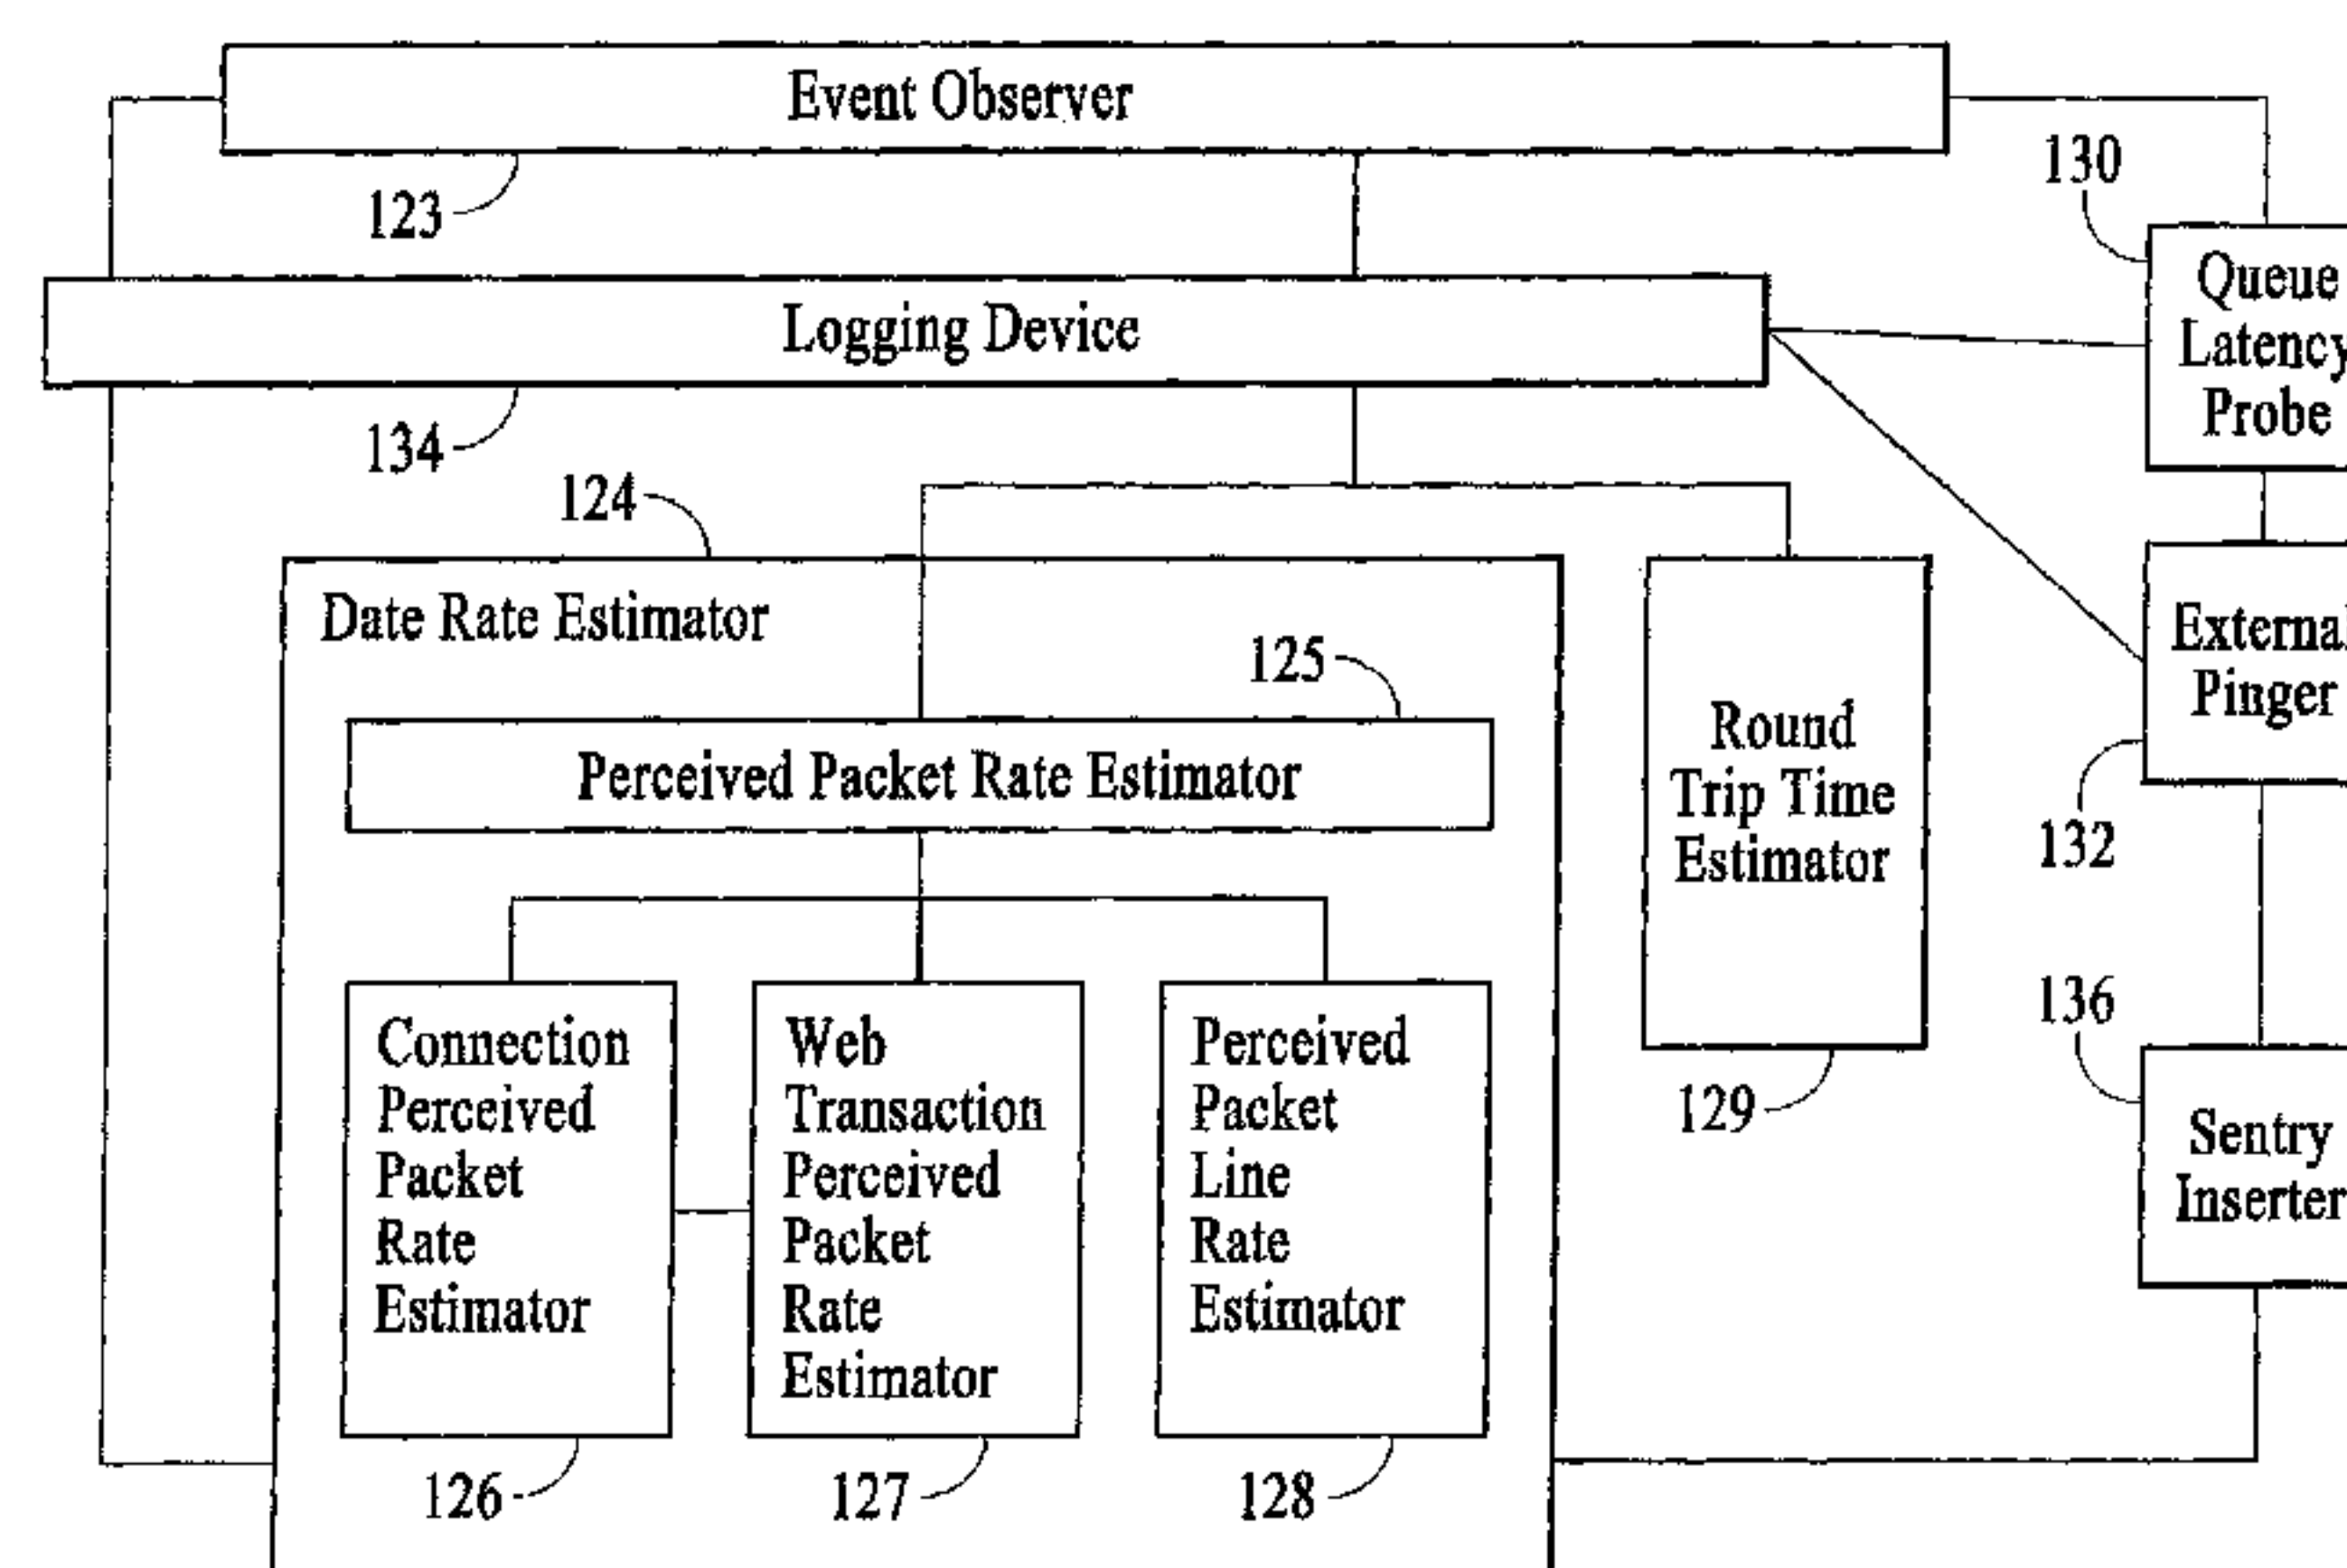 Event Observer
123
130
Queue
Latency
Probe
Logging Device
134
124
Date Rate Estimator
125
Perceived Packet Rate Estimator
External
Pinger
132
Round
Trip Time
Estimator
129
136
Sentry
Inserter
Connection
Perceived
Packet
Rate
Estimator
126
Web
Transaction
Perceived
Packet
Rate
Estimator
127
Perceived
Packet
Line
Rate
Estimator
128